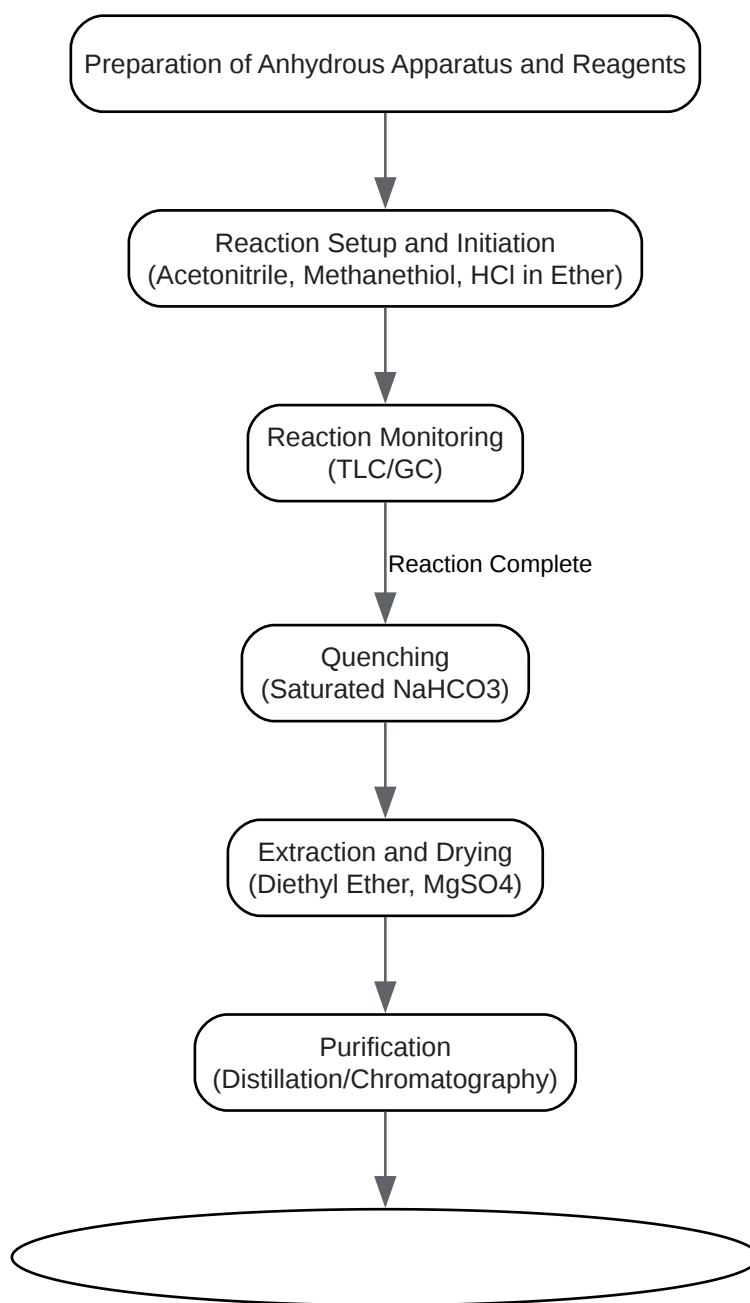 Preparation of Anhydrous Apparatus and Reagents
Reaction Setup and Initiation
(Acetonitrile, Methanethiol, HCl in Ether)
Reaction Monitoring
(TLC/GC)
Reaction Complete
Quenching
(Saturated NaHCO3)
Extraction and Drying
(Diethyl Ether, MgSO4)
Purification
(Distillation/Chromatography)